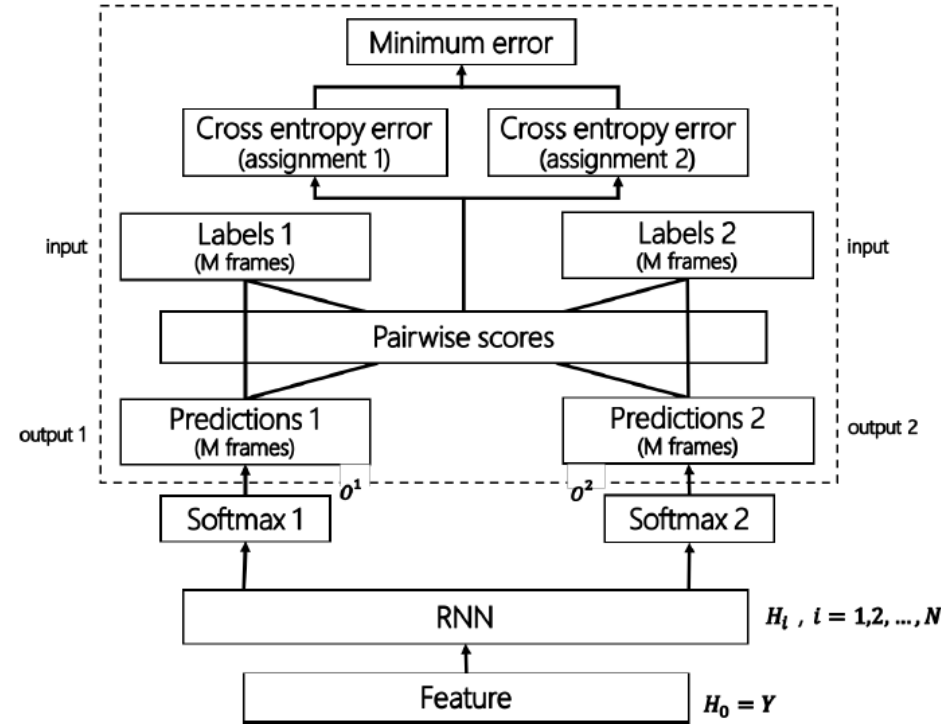 Minimum error
Cross entropy error
(assignment 1)
Cross entropy error
(assignment 2)
input
Labels 1
(M frames)
Labels 2
(M frames)
input
Pairwise scores
output 1
Predictions 1
(M frames)
Predictions 2
(M frames)
output 2
O¹
O²
Softmax 1
Softmax 2
RNN
Hᵢ , i = 1,2, ..., N
Feature
H₀ = Y